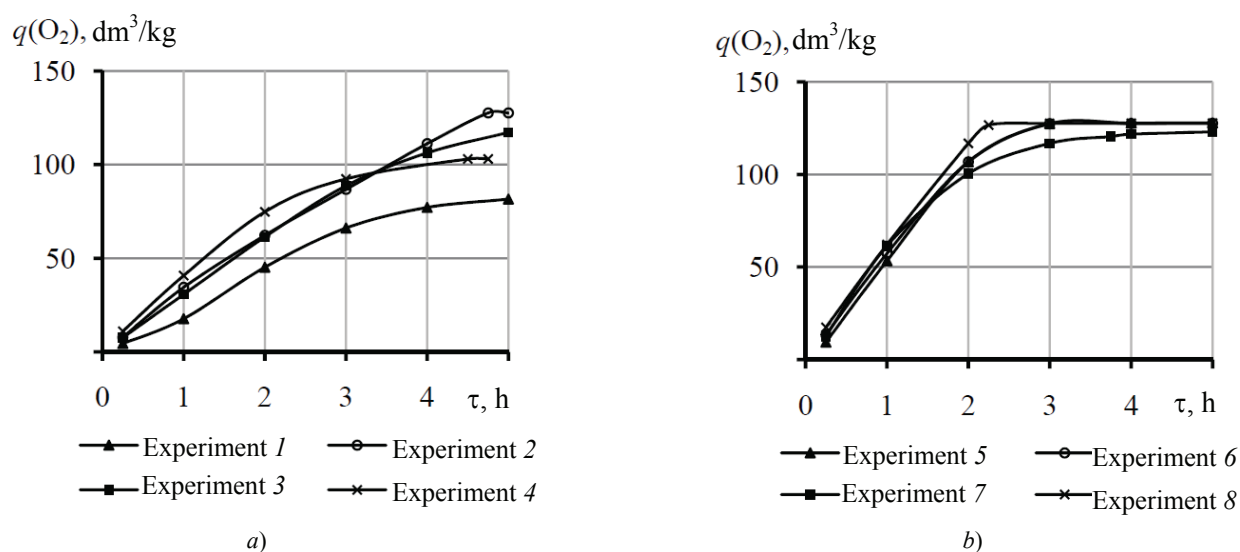 q(O₂), dm³/kg
150
100
50
0 1 2 3 4 τ, h
Experiment 1 Experiment 2
Experiment 3 Experiment 4
a)
q(O₂), dm³/kg
150
100
50
0 1 2 3 4 τ, h
Experiment 5 Experiment 6
Experiment 7 Experiment 8
b)